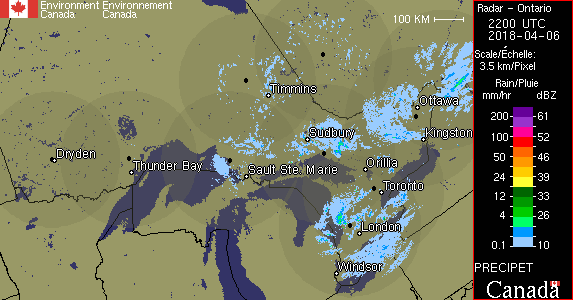 Environment Environnement
Canada Canada
100 KM
Timmins
Ottawa
Sudbury
Kingston
Dryden
Thunder Bay
Sault Ste. Marie
Orillia
Toronto
London
Windsor
Radar - Ontario
2200 UTC
2018-04-06
Scale/Échelle:
3.5 km/Pixel
Rain/Pluie
mm/hr dBZ
200 61
100 52
50 46
24 39
12 33
4 26
0.1 10
PRECIPET
Canada